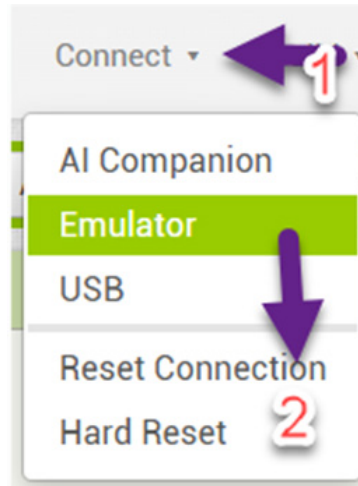 Connect
1
AI Companion
Emulator
USB
Reset Connection
2
Hard Reset